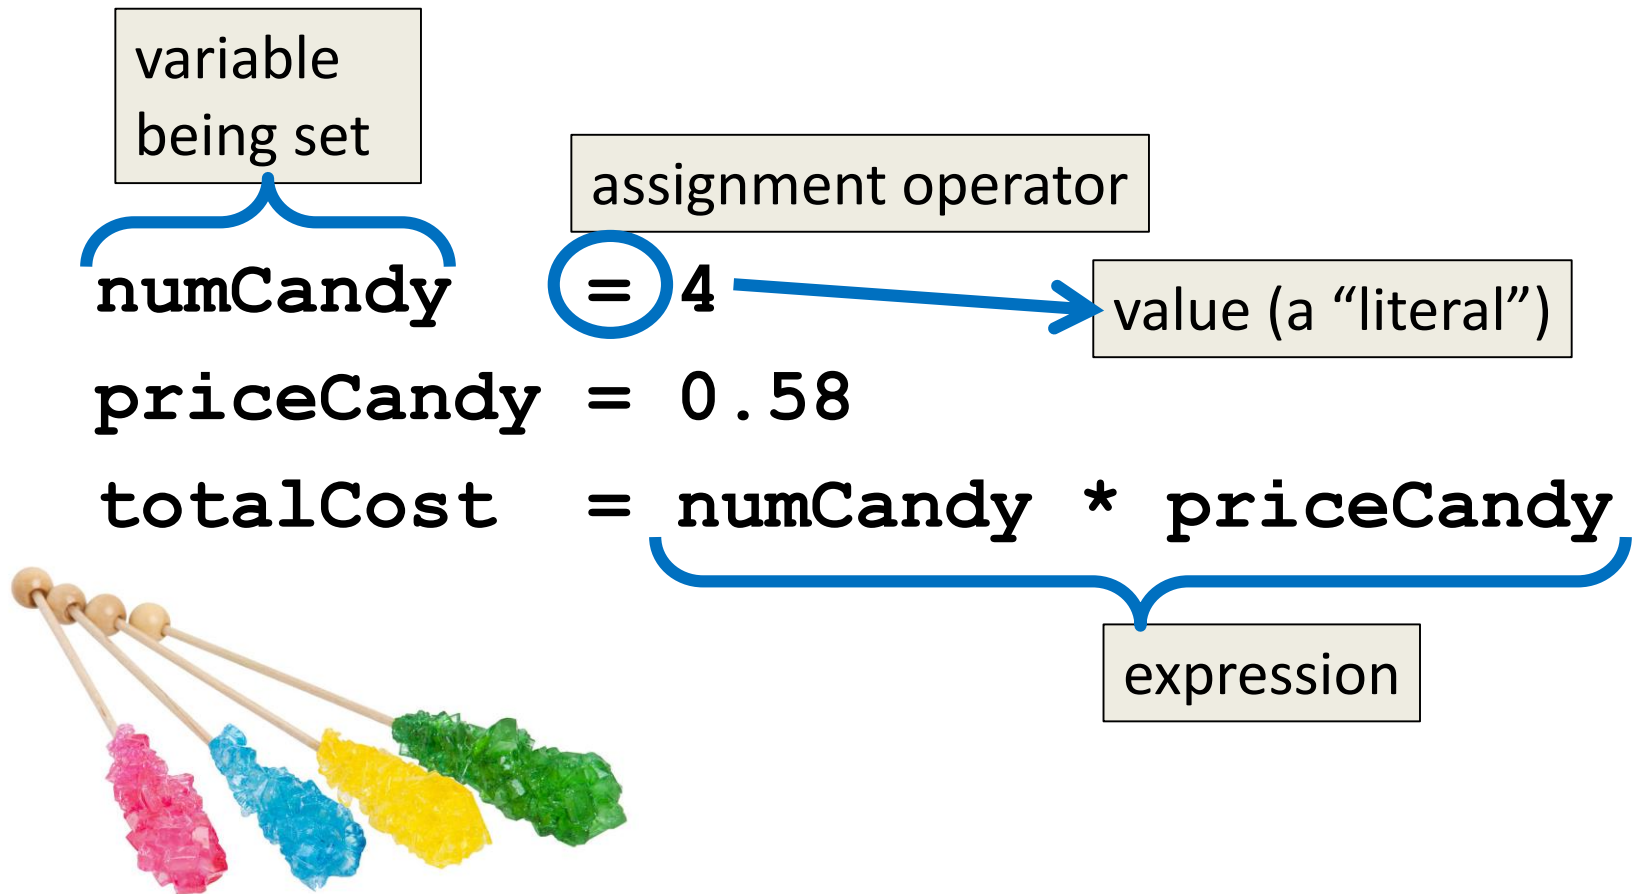 variable
being set
assignment operator
numCandy = 4
value (a “literal”)
priceCandy = 0.58
totalCost = numCandy * priceCandy
expression